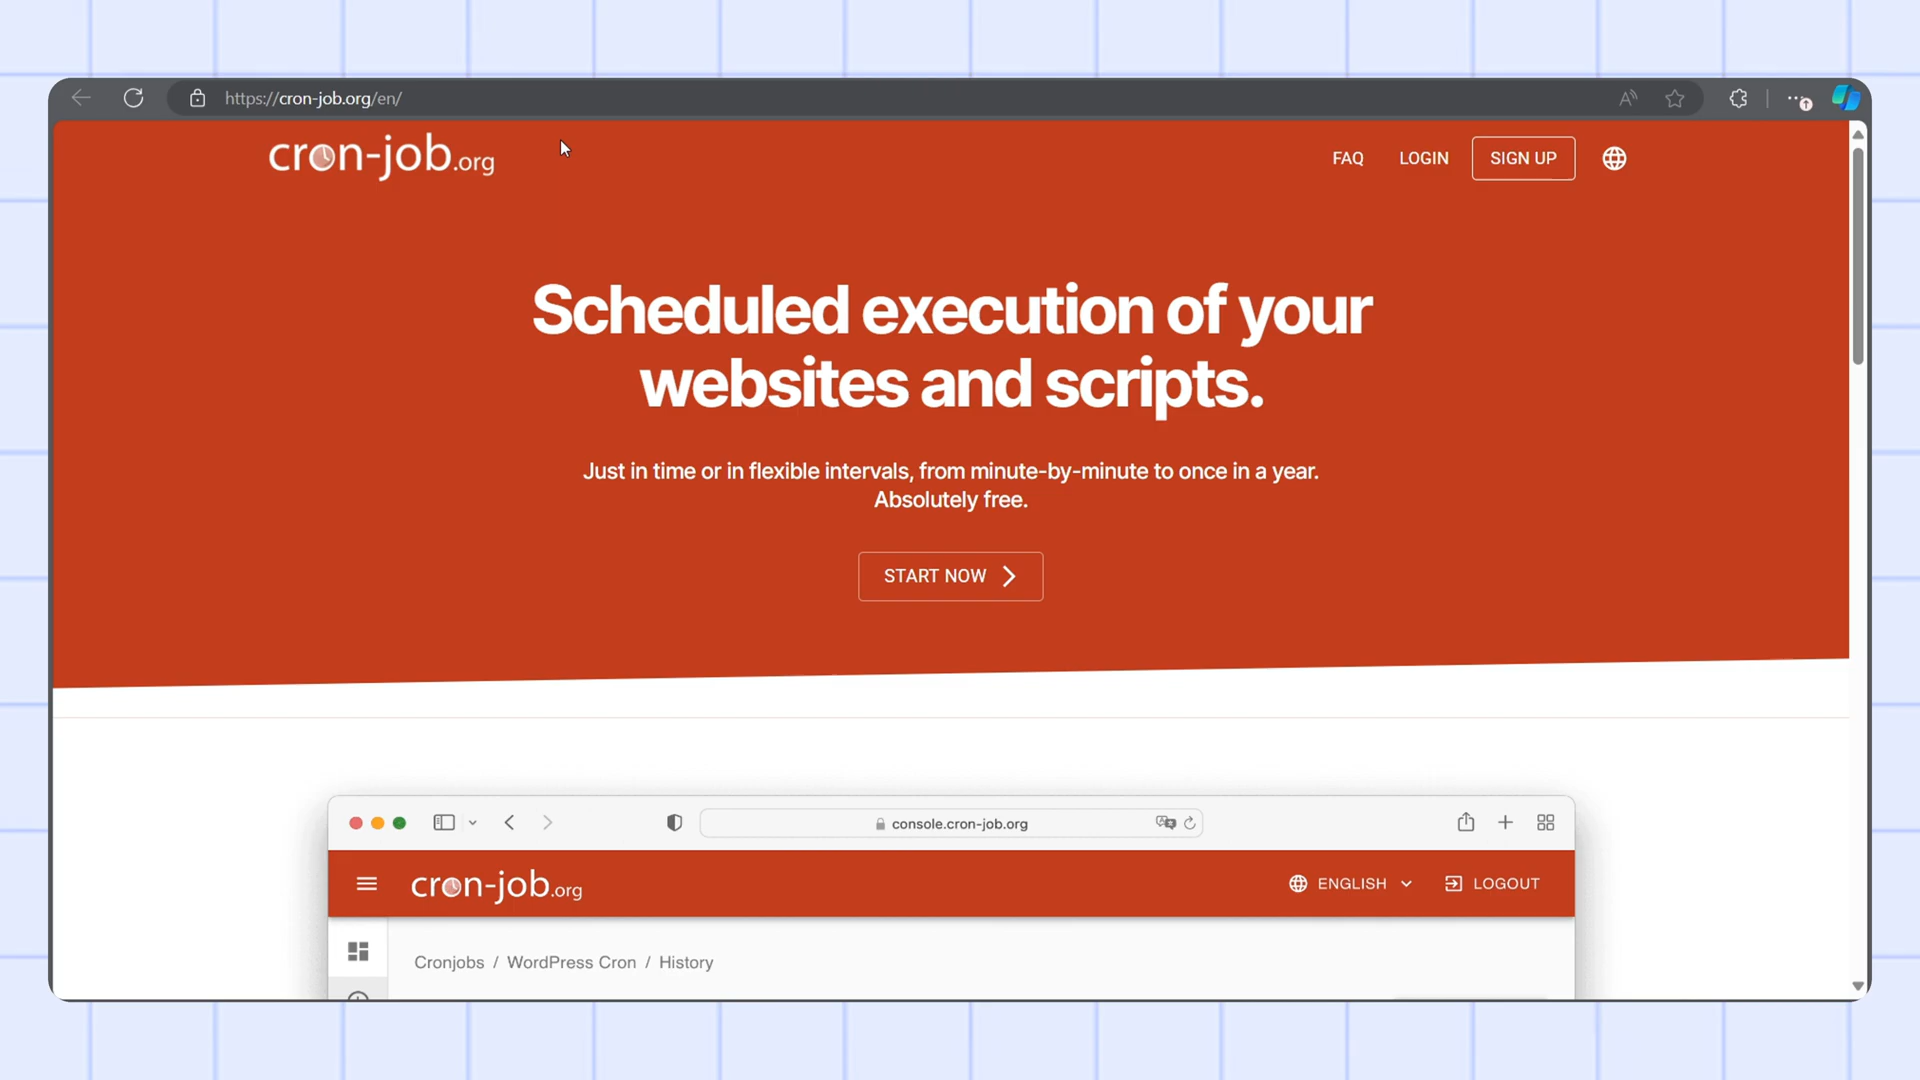 https://cron-job.org/en/
cron-job.org
FAQ
LOGIN
SIGN UP
Scheduled execution of your
websites and scripts.
Just in time or in flexible intervals, from minute-by-minute to once in a year.
Absolutely free.
START NOW
console.cron-job.org
cron-job.org
ENGLISH
LOGOUT
Cronjobs / WordPress Cron / History